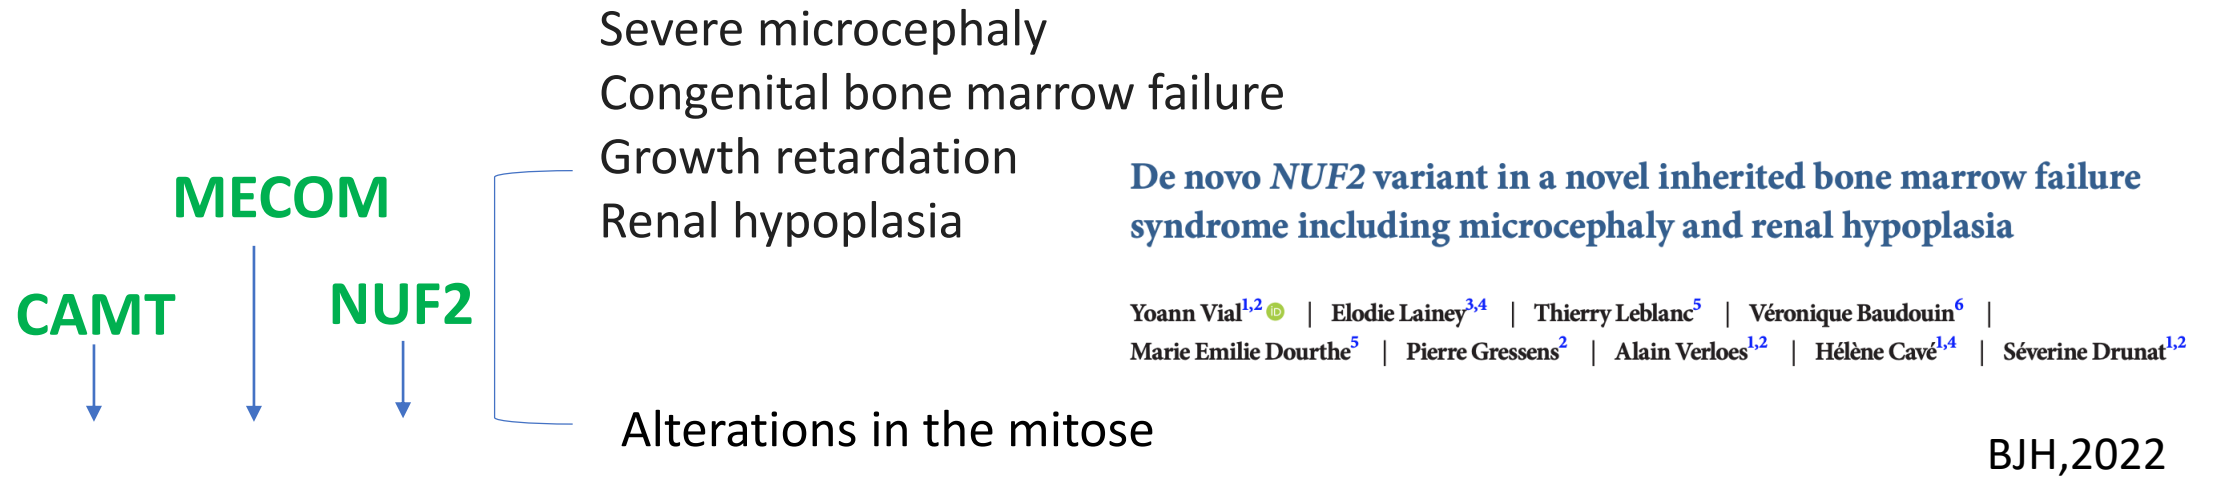 Severe microcephaly
Congenital bone marrow failure
Growth retardation
Renal hypoplasia
MECOM
CAMT
NUF2
Alterations in the mitose
De novo NUF2 variant in a novel inherited bone marrow failure
syndrome including microcephaly and renal hypoplasia
Yoann Vial1,2 iD | Elodie Lainey3,4 | Thierry Leblanc5 | Véronique Baudouin6 |
Marie Emilie Dourthe5 | Pierre Gressens2 | Alain Verloes1,2 | Hélène Cavé1,4 | Séverine Drunat1,2
BJH,2022